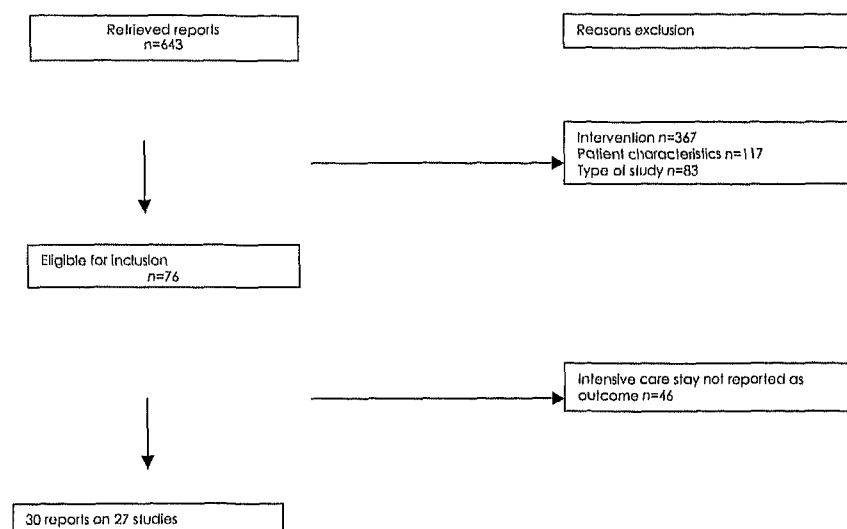 Retrieved reports
n=643
Reasons exclusion
Intervention n=367
Patient characteristics n=117
Type of study n=83
Eligible for inclusion
n=76
Intensive care stay not reported as
outcome n=46
30 reports on 27 studies